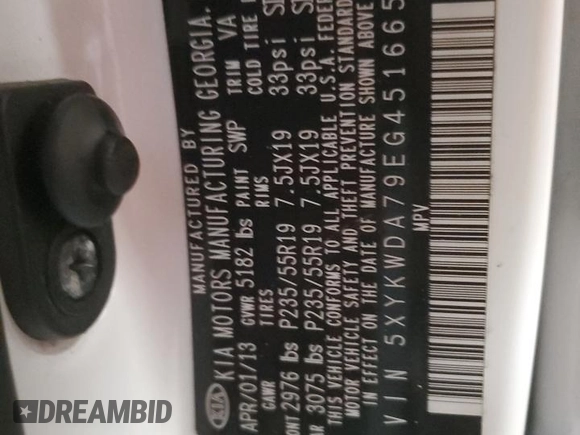 KIA
MANUFACTURED BY
KIA MOTORS MANUFACTURING GEORGIA.
APR/01/13 GVWR 5182 lbs PAINT SWP TRIM VA
GAWR TIRES RIMS COLD TIRE
2976 lbs P235/55R19 7.5JX19 33psi
3075 lbs P235/55R19 7.5JX19 33psi
THIS VEHICLE CONFORMS TO ALL APPLICABLE U.S.A.
MOTOR VEHICLE SAFETY AND THEFT PREVENTION STANDARD
IN EFFECT ON THE DATE OF MANUFACTURE SHOWN ABOVE
VIN 5XYKWDA79EG451665
MPV
DREAMBID